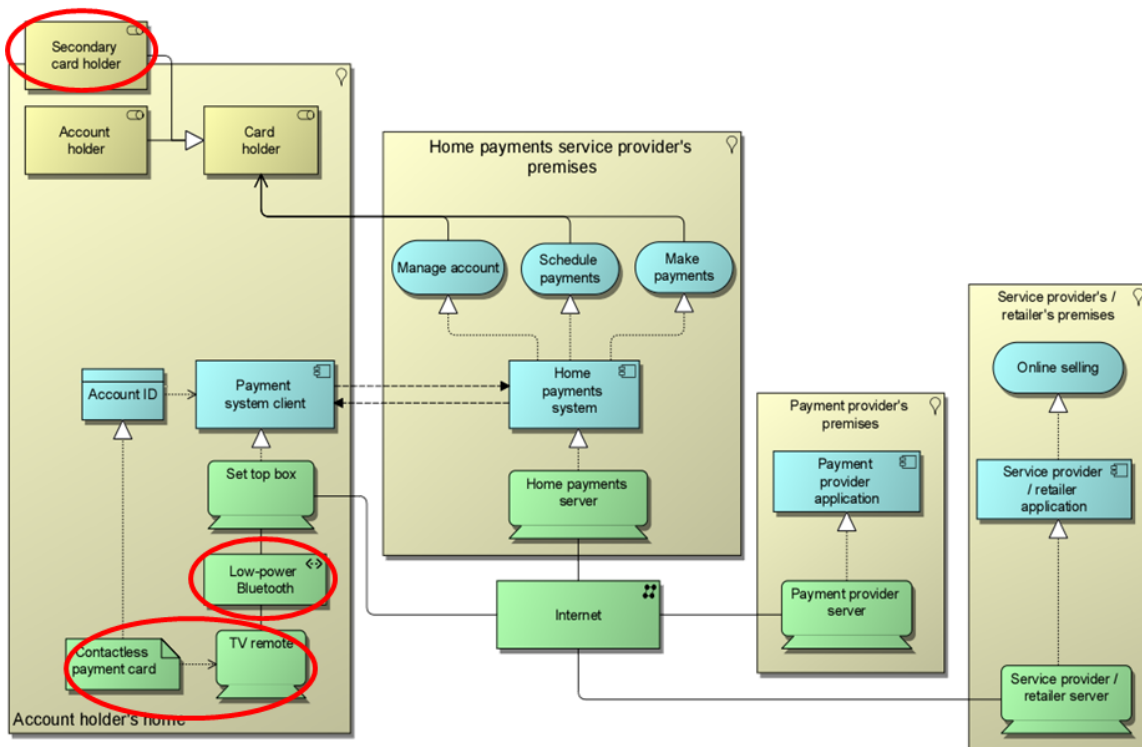 Secondary
card holder
Account
holder
Card
holder
Home payments service provider's
premises
Manage account
Schedule
payments
Make
payments
Service provider's /
retailer's premises
Online selling
Account ID
Payment
system client
Home
payments
system
Payment provider's
premises
Payment
provider
application
Service provider
/ retailer
application
Set top box
Home payments
server
Low-power
Bluetooth
Internet
Payment provider
server
Contactless
payment card
TV remote
Service provider /
retailer server
Account holder's home